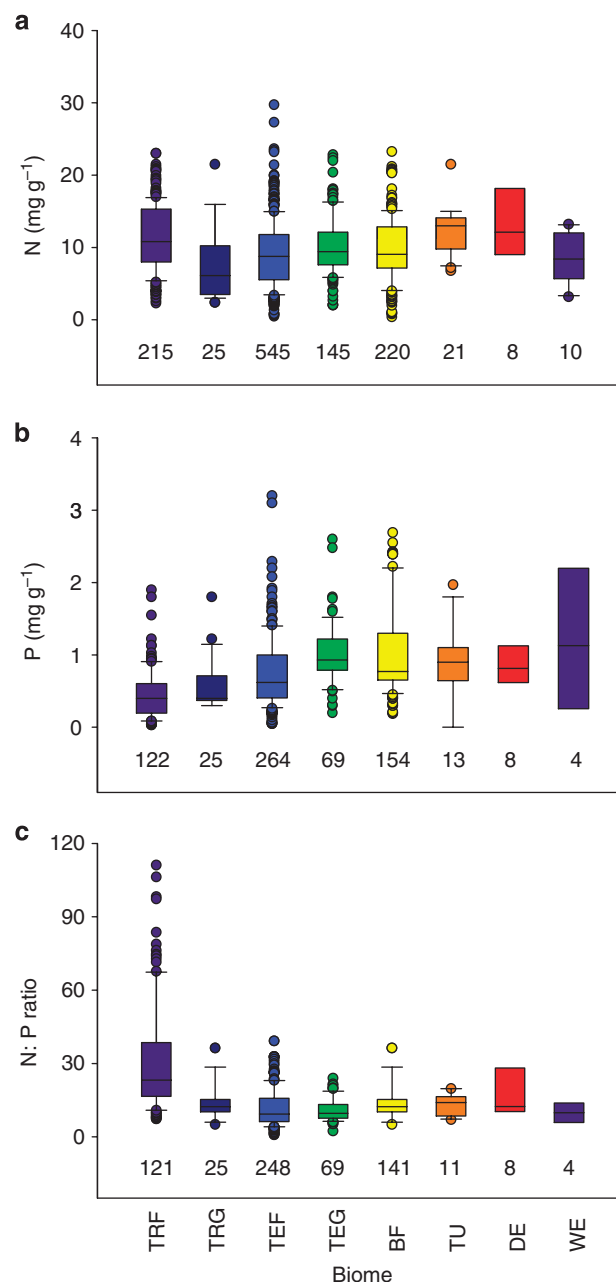 a
40
30
20
10
0
N (mg g⁻¹)
215 25 545 145 220 21 8 10
b
4
3
2
1
0
P (mg g⁻¹)
122 25 264 69 154 13 8 4
c
120
90
60
30
0
N: P ratio
121 25 248 69 141 11 8 4
TRF TRG TEF TEG BF TU DE WE
Biome